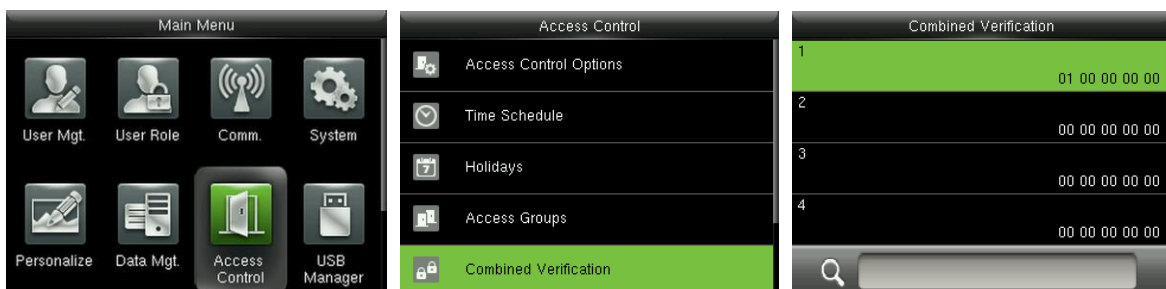 Main Menu
User Mgt.
User Role
Comm.
System
Personalize
Data Mgt.
Access
Control
USB
Manager
Access Control
Access Control Options
Time Schedule
7
Holidays
Access Groups
Combined Verification
Combined Verification
1
01 00 00 00 00
2
00 00 00 00 00
3
00 00 00 00 00
4
00 00 00 00 00